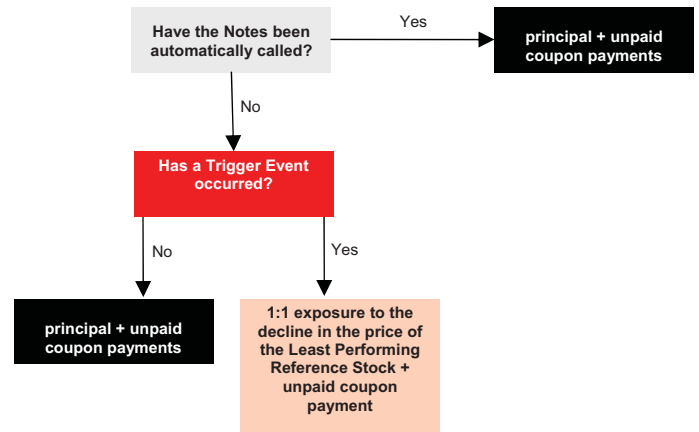 Have the Notes been
automatically called?
Yes
principal + unpaid
coupon payments
No
Has a Trigger Event
occurred?
No
Yes
principal + unpaid
coupon payments
1:1 exposure to the
decline in the price of
the Least Performing
Reference Stock +
unpaid coupon
payment